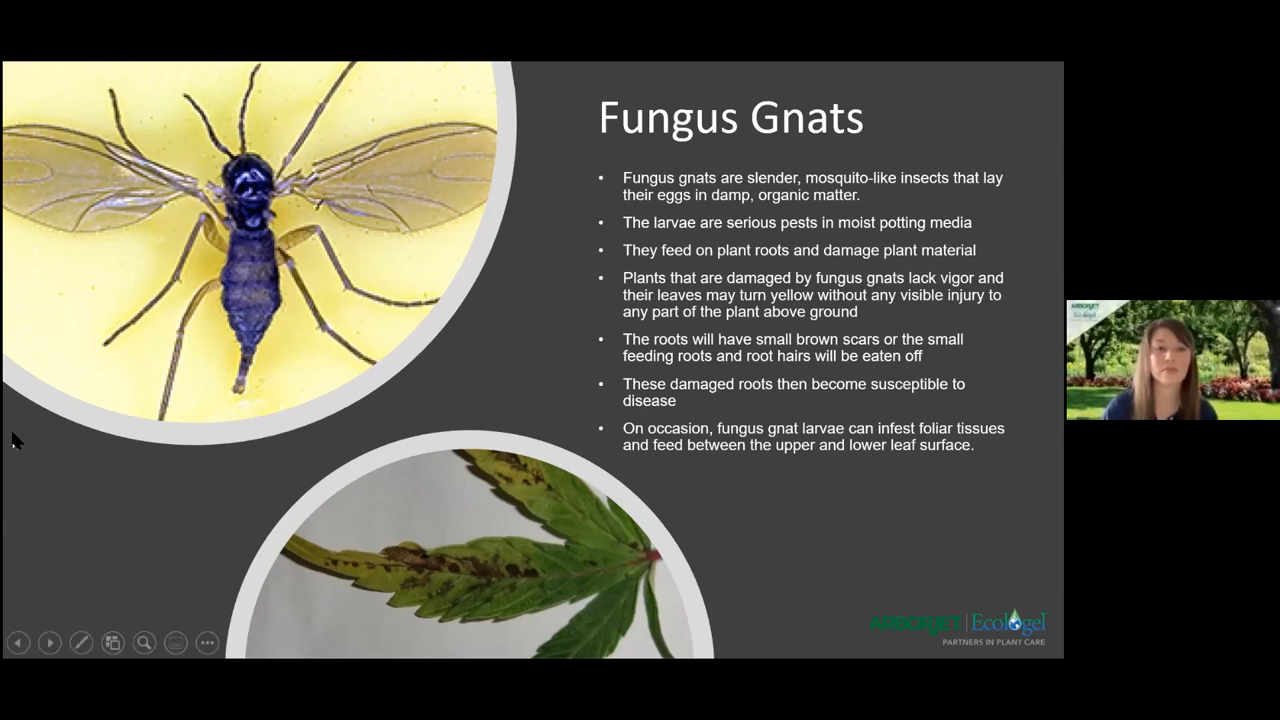 Fungus Gnats
• Fungus gnats are slender, mosquito-like insects that lay
their eggs in damp, organic matter.
• The larvae are serious pests in moist potting media
• They feed on plant roots and damage plant material
• Plants that are damaged by fungus gnats lack vigor and
their leaves may turn yellow without any visible injury to
any part of the plant above ground
• The roots will have small brown scars or the small
feeding roots and root hairs will be eaten off
• These damaged roots then become susceptible to
disease
• On occasion, fungus gnat larvae can infest foliar tissues
and feed between the upper and lower leaf surface.
ARBORJET | Ecologel
PARTNERS IN PLANT CARE
ARBORJET
Ecologel